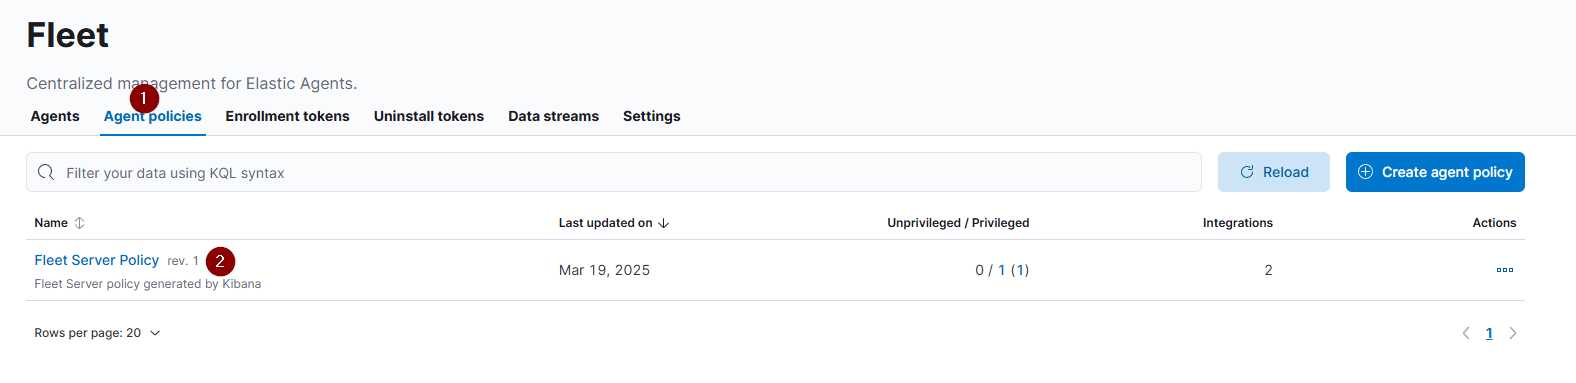 Fleet
Centralized management for Elastic Agents.
1
Agents Agent policies Enrollment tokens Uninstall tokens Data streams Settings
Filter your data using KQL syntax Reload Create agent policy
Name Last updated on Unprivileged / Privileged Integrations Actions
Fleet Server Policy rev. 1 2
Mar 19, 2025 0 / 1 (1) 2
Fleet Server policy generated by Kibana
Rows per page: 20 1